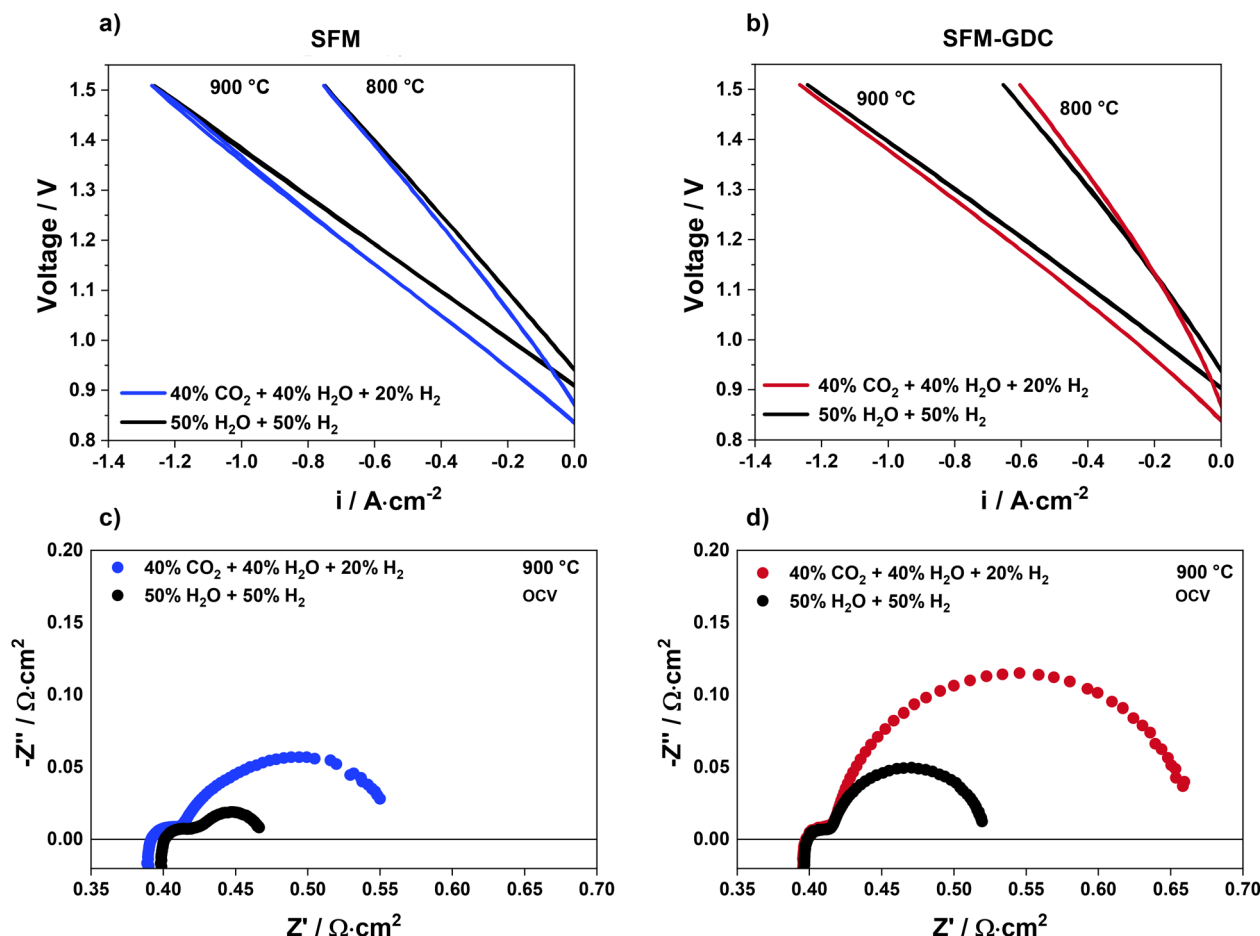 a)
SFM
900 °C
800 °C
1.5
1.4
1.3
1.2
1.1
1.0
0.9
0.8
Voltage / V
40% CO2 + 40% H2O + 20% H2
50% H2O + 50% H2
-1.4
-1.2
-1.0
-0.8
-0.6
-0.4
-0.2
0.0
i / A·cm-2
b)
SFM-GDC
900 °C
800 °C
1.5
1.4
1.3
1.2
1.1
1.0
0.9
0.8
Voltage / V
40% CO2 + 40% H2O + 20% H2
50% H2O + 50% H2
-1.4
-1.2
-1.0
-0.8
-0.6
-0.4
-0.2
0.0
i / A·cm-2
c)
0.20
0.15
0.10
0.05
0.00
-Z'' / Ω·cm2
40% CO2 + 40% H2O + 20% H2
50% H2O + 50% H2
900 °C
OCV
0.35
0.40
0.45
0.50
0.55
0.60
0.65
0.70
Z' / Ω·cm2
d)
0.20
0.15
0.10
0.05
0.00
-Z'' / Ω·cm2
40% CO2 + 40% H2O + 20% H2
50% H2O + 50% H2
900 °C
OCV
0.35
0.40
0.45
0.50
0.55
0.60
0.65
0.70
Z' / Ω·cm2